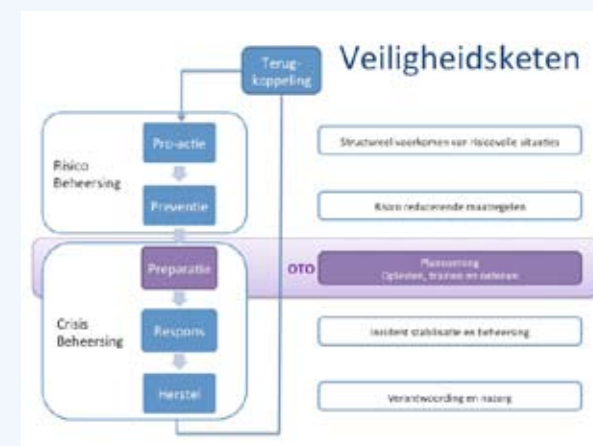 Veiligheidsketen
Terug-
koppeling
Pro-actie
Structureel voorkomen van risicovolle situaties
Risico
Beheersing
Preventie
Risico reducerende maatregelen
Preparatie
OTO
Planvorming
Opleiden, trainen en oefenen
Crisis
Beheersing
Respons
Incident stabilisatie en beheersing
Herstel
Verantwoording en nazorg